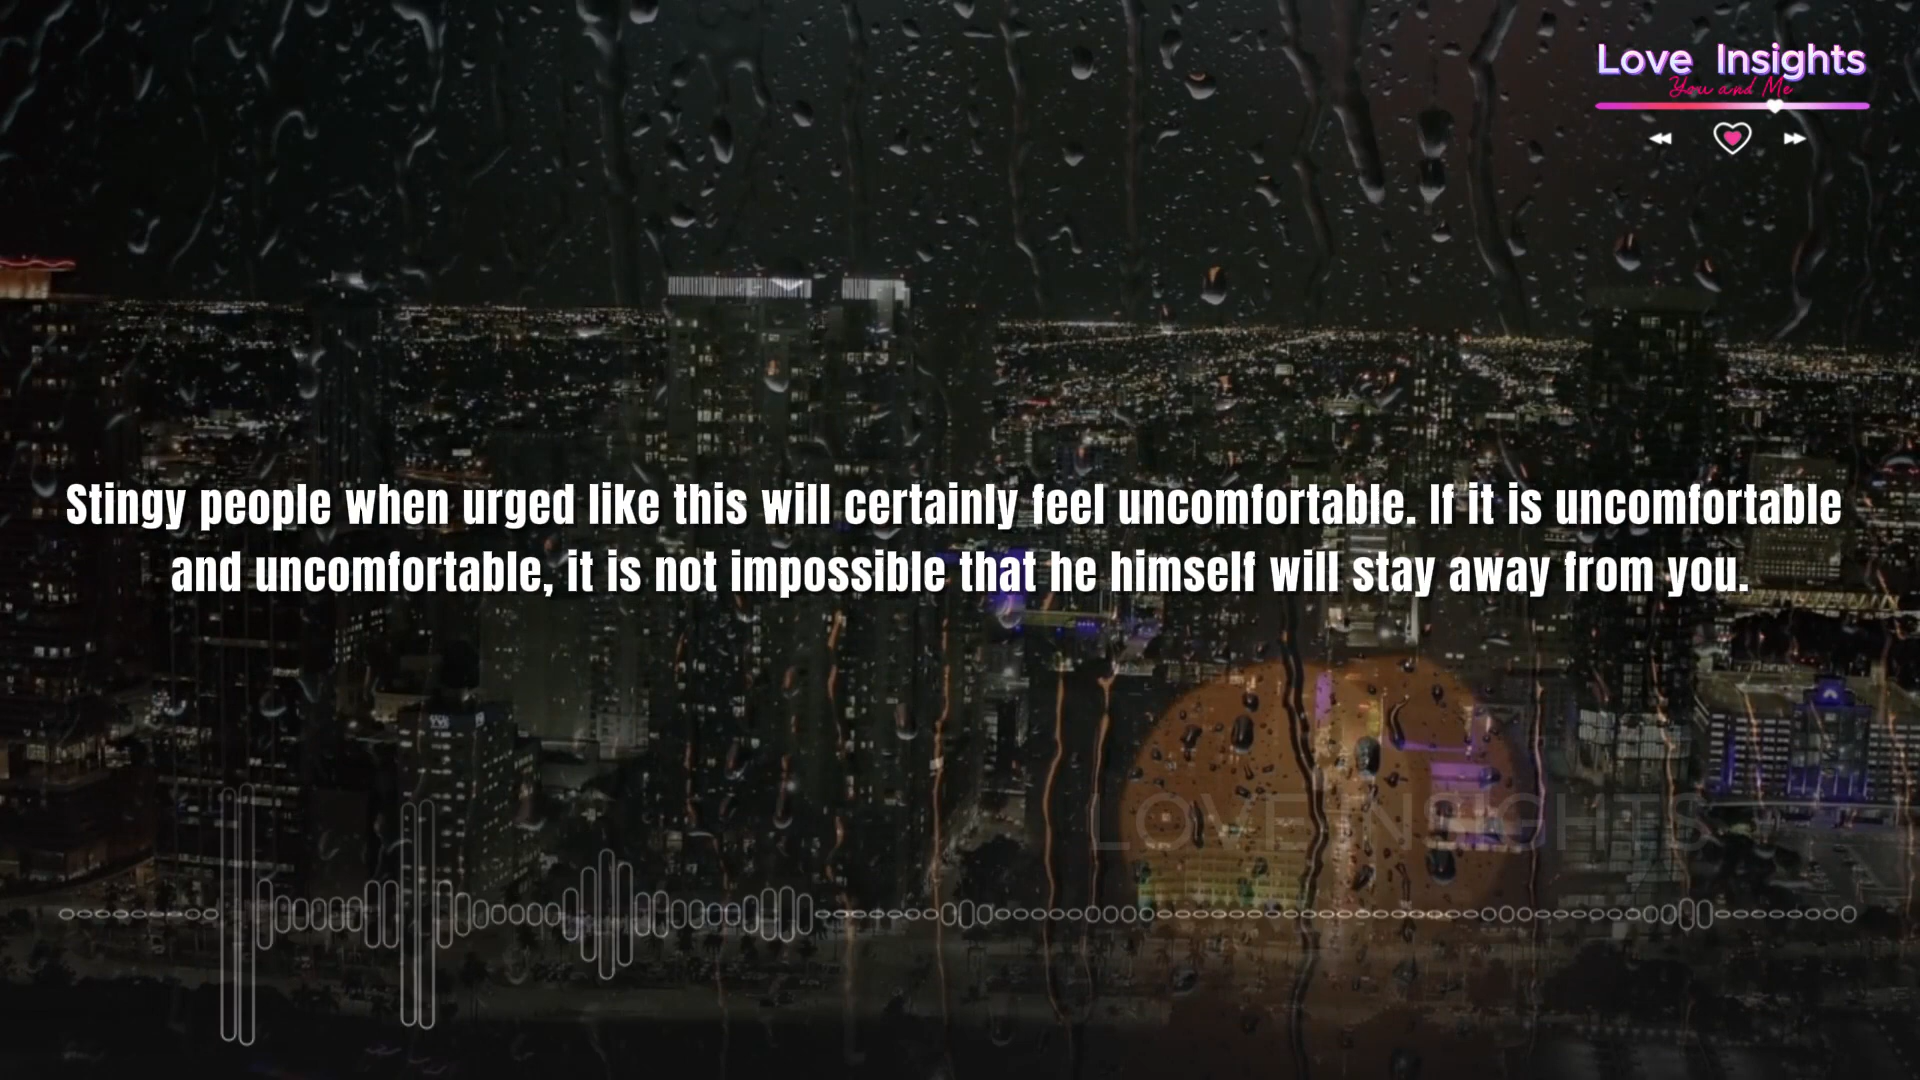 Love Insights
You and Me
Stingy people when urged like this will certainly feel uncomfortable. If it is uncomfortable
and uncomfortable, it is not impossible that he himself will stay away from you.
LOVE INSIGHTS